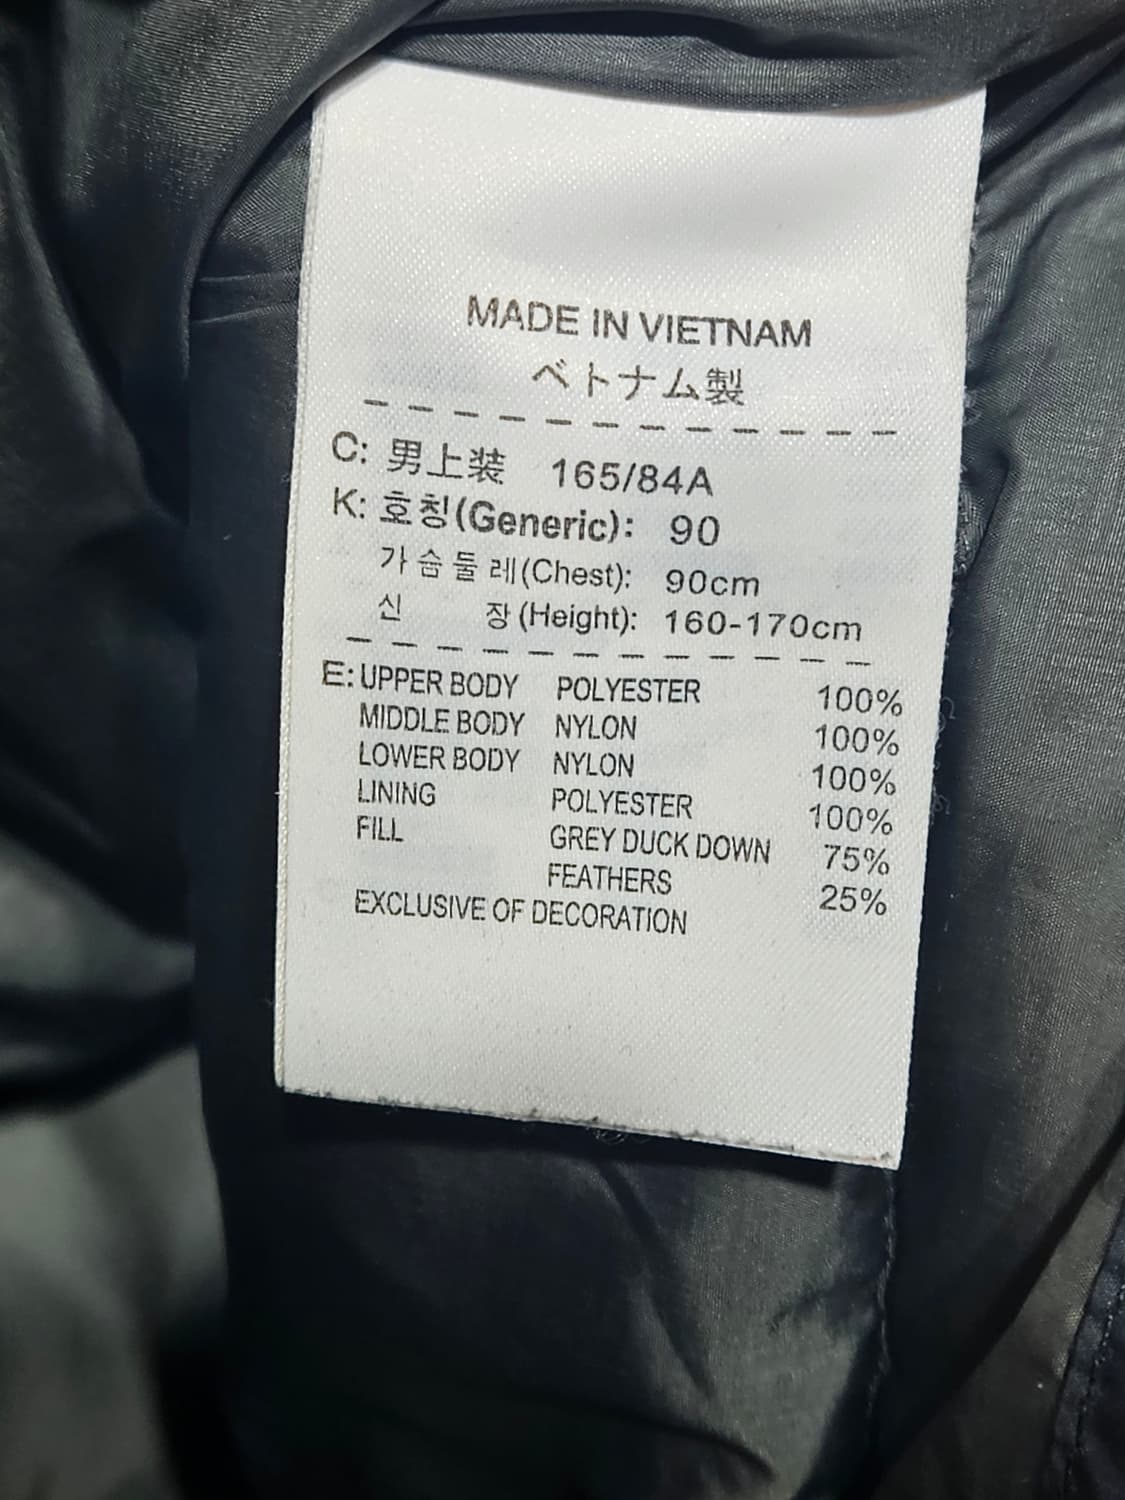 MADE IN VIETNAM
ベトナム製
C: 男上装 165/84A
K: 호칭(Generic): 90
가슴둘레(Chest): 90cm
신 장(Height): 160-170cm
E: UPPER BODY POLYESTER 100%
MIDDLE BODY NYLON 100%
LOWER BODY NYLON 100%
LINING POLYESTER 100%
FILL GREY DUCK DOWN 75%
FEATHERS 25%
EXCLUSIVE OF DECORATION